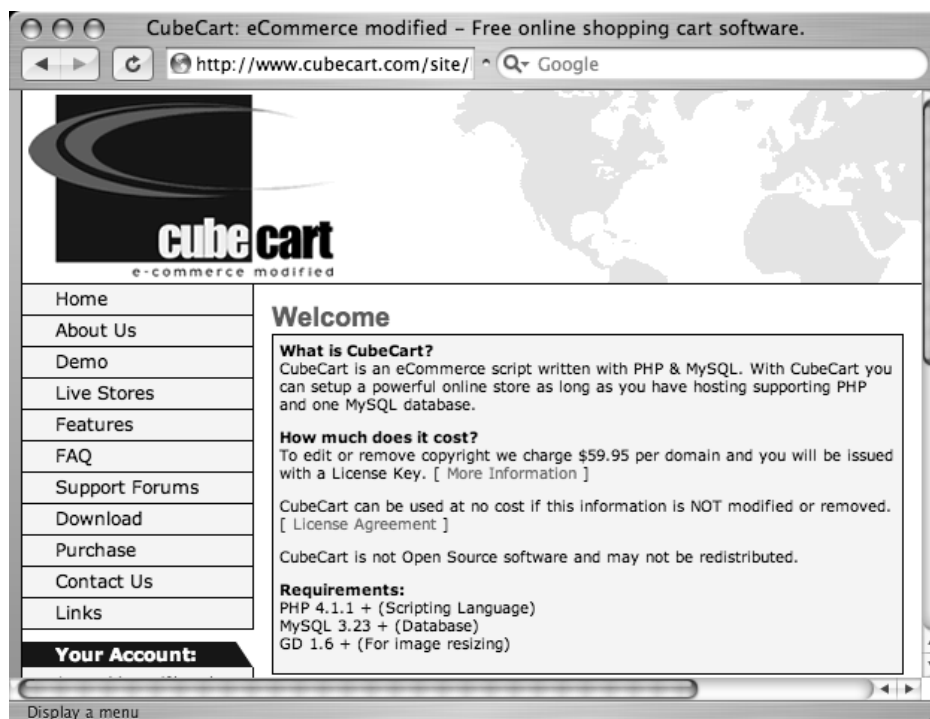 CubeCart: eCommerce modified – Free online shopping cart software.
http://www.cubecart.com/site/
Google
cube cart
e-commerce modified
Home
About Us
Demo
Live Stores
Features
FAQ
Support Forums
Download
Purchase
Contact Us
Links
Your Account:
Welcome
What is CubeCart?
CubeCart is an eCommerce script written with PHP & MySQL. With CubeCart you
can setup a powerful online store as long as you have hosting supporting PHP
and one MySQL database.
How much does it cost?
To edit or remove copyright we charge $59.95 per domain and you will be issued
with a License Key. [ More Information ]
CubeCart can be used at no cost if this information is NOT modified or removed.
[ License Agreement ]
CubeCart is not Open Source software and may not be redistributed.
Requirements:
PHP 4.1.1 + (Scripting Language)
MySQL 3.23 + (Database)
GD 1.6 + (For image resizing)
Display a menu